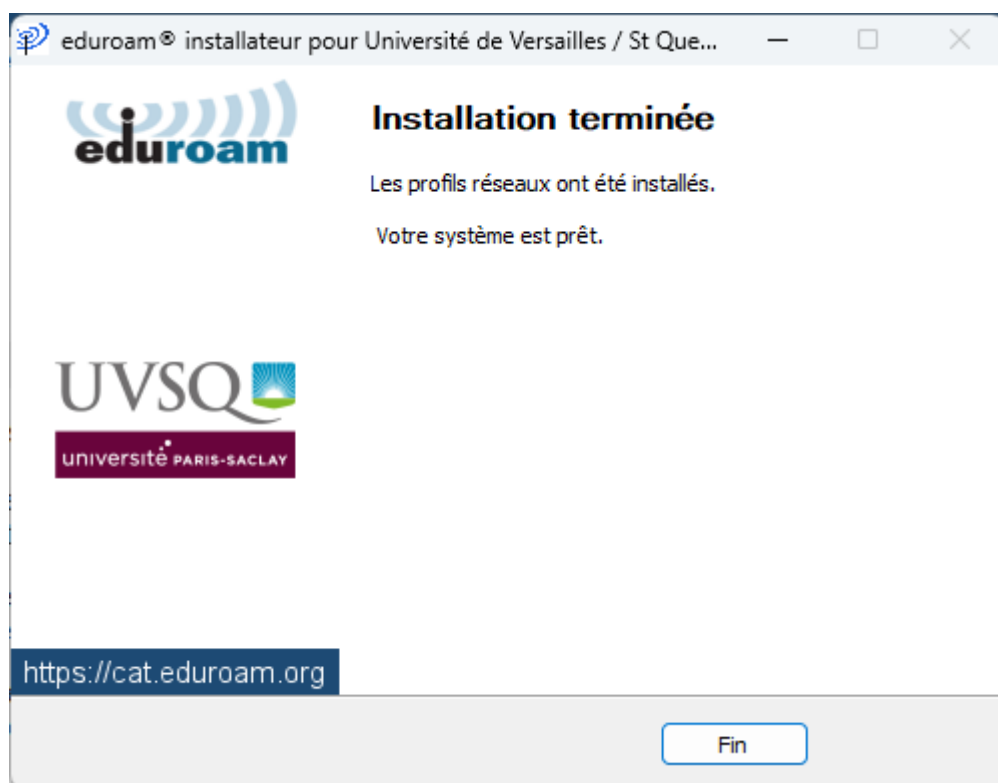 eduroam® installateur pour Université de Versailles / St Que...
eduroam
Installation terminée
Les profils réseaux ont été installés.
Votre système est prêt.
UVSQ
université PARIS-SACLAY
https://cat.eduroam.org
Fin